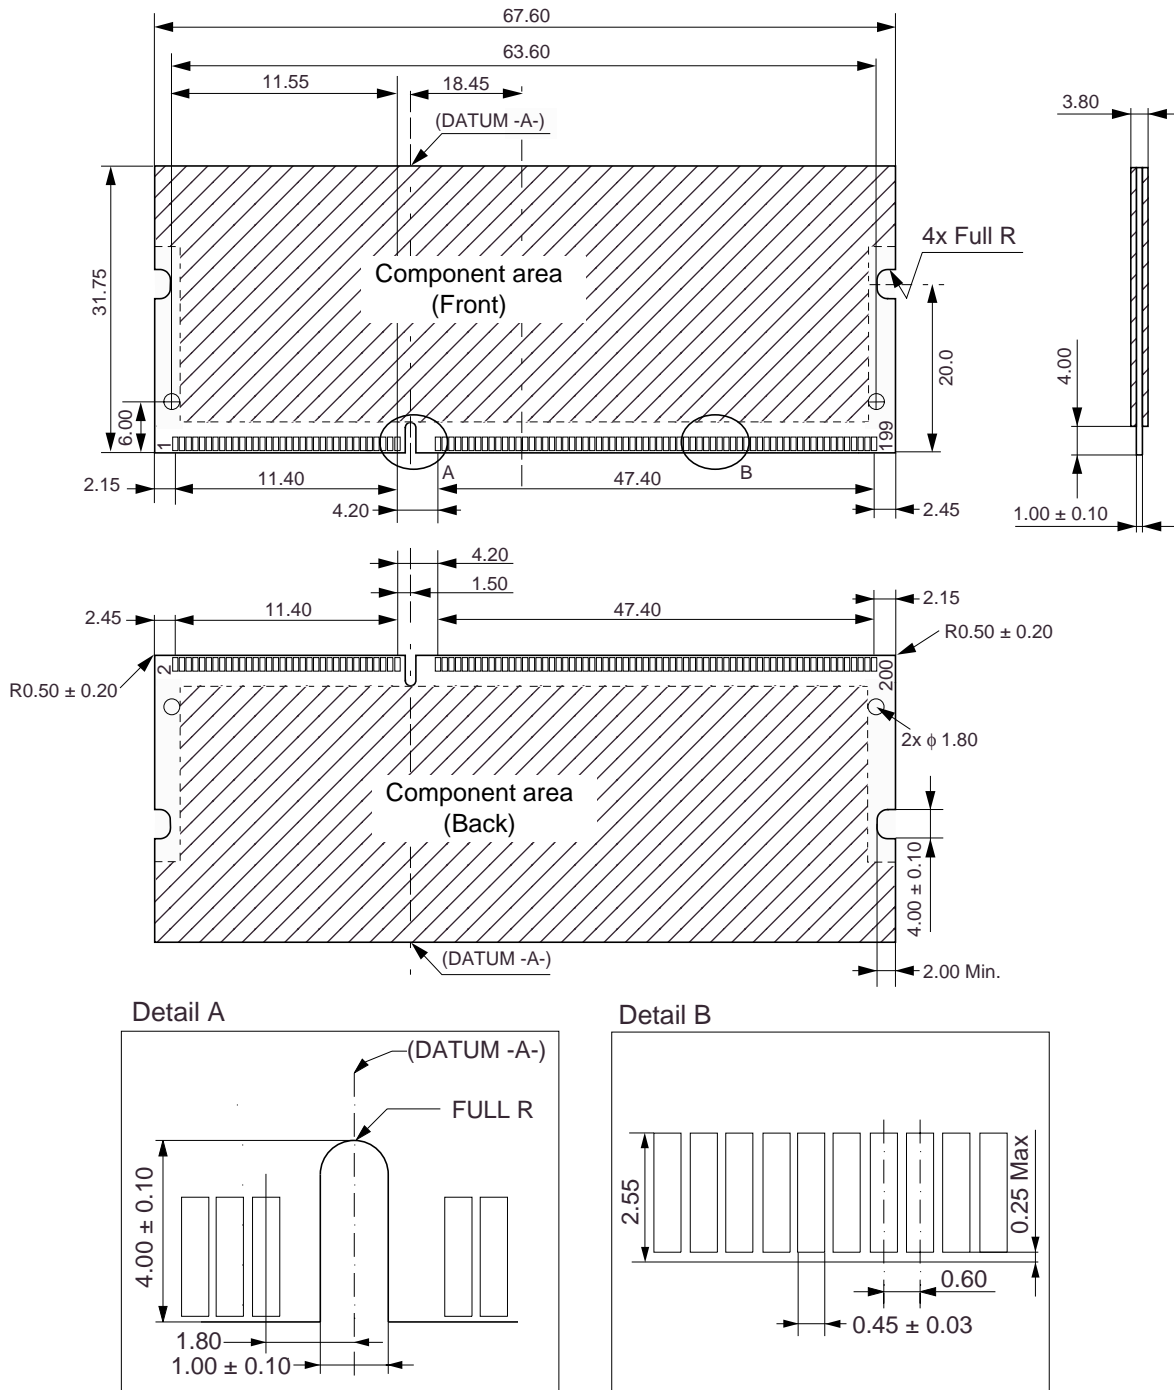 67.60
63.60
11.55
18.45
(DATUM -A-)
3.80
4x Full R
Component area
(Front)
31.75
20.0
4.00
6.00
1
199
A
B
2.15
11.40
47.40
4.20
2.45
1.00 ± 0.10
4.20
1.50
2.45
11.40
47.40
2.15
R0.50 ± 0.20
R0.50 ± 0.20
2
200
2x ϕ 1.80
Component area
(Back)
4.00 ± 0.10
(DATUM -A-)
2.00 Min.
Detail A
(DATUM -A-)
FULL R
4.00 ± 0.10
1.80
1.00 ± 0.10
Detail B
2.55
0.25 Max
0.60
0.45 ± 0.03